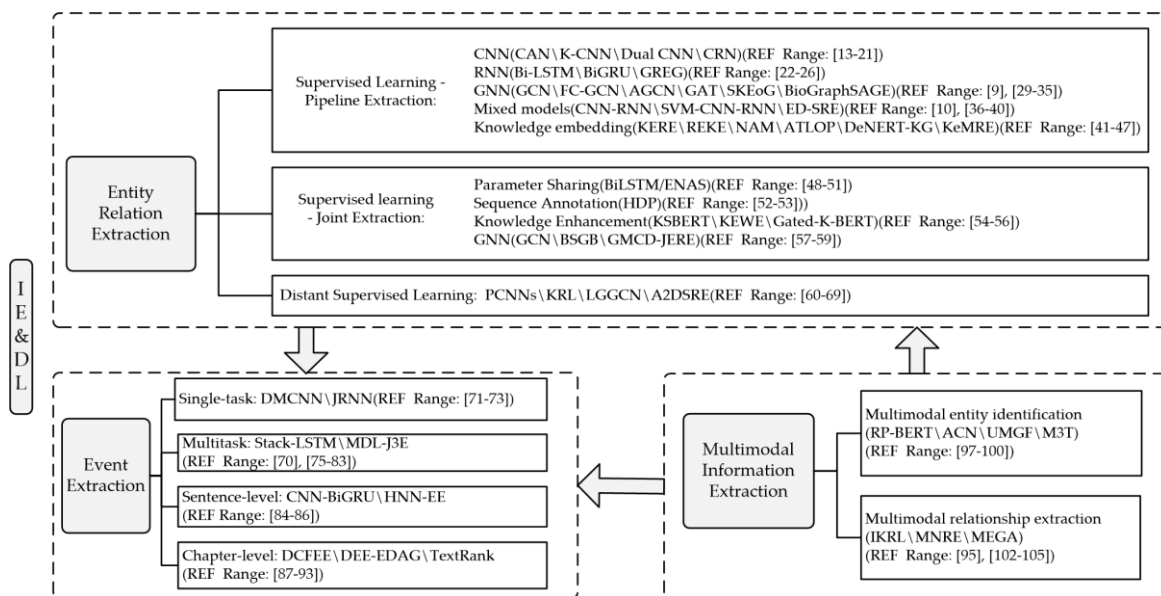 IE&DL
Entity
Relation
Extraction
Supervised Learning -
Pipeline Extraction:
CNN(CAN\K-CNN\Dual CNN\CRN)(REF Range: [13-21])
RNN(Bi-LSTM\BiGRU\GREG)(REF Range: [22-26])
GNN(GCN\FC-GCN\AGCN\GAT\SKEoG\BioGraphSAGE)(REF Range: [9], [29-35])
Mixed models(CNN-RNN\SVM-CNN-RNN\ED-SRE)(REF Range: [10], [36-40])
Knowledge embedding(KERE\REKE\NAM\ATLOP\DeNERT-KG\KeMRE)(REF Range: [41-47])
Supervised learning
- Joint Extraction:
Parameter Sharing(BiLSTM/ENAS)(REF Range: [48-51])
Sequence Annotation(HDP)(REF Range: [52-53]))
Knowledge Enhancement(KSBERT\KEWE\Gated-K-BERT)(REF Range: [54-56])
GNN(GCN\BSGB\GMCD-JERE)(REF Range: [57-59])
Distant Supervised Learning: PCNNs\KRL\LGGCN\A2DSRE(REF Range: [60-69])
Event
Extraction
Single-task: DMCNN\JRNN(REF Range: [71-73])
Multitask: Stack-LSTM\MDL-J3E
(REF Range: [70], [75-83])
Sentence-level: CNN-BiGRU\HNN-EE
(REF Range: [84-86])
Chapter-level: DCFEE\DEE-EDAG\TextRank
(REF Range: [87-93])
Multimodal
Information
Extraction
Multimodal entity identification
(RP-BERT\ACN\UMGF\M3T)
(REF Range: [97-100])
Multimodal relationship extraction
(IKRL\MNRE\MEGA)
(REF Range: [95], [102-105])